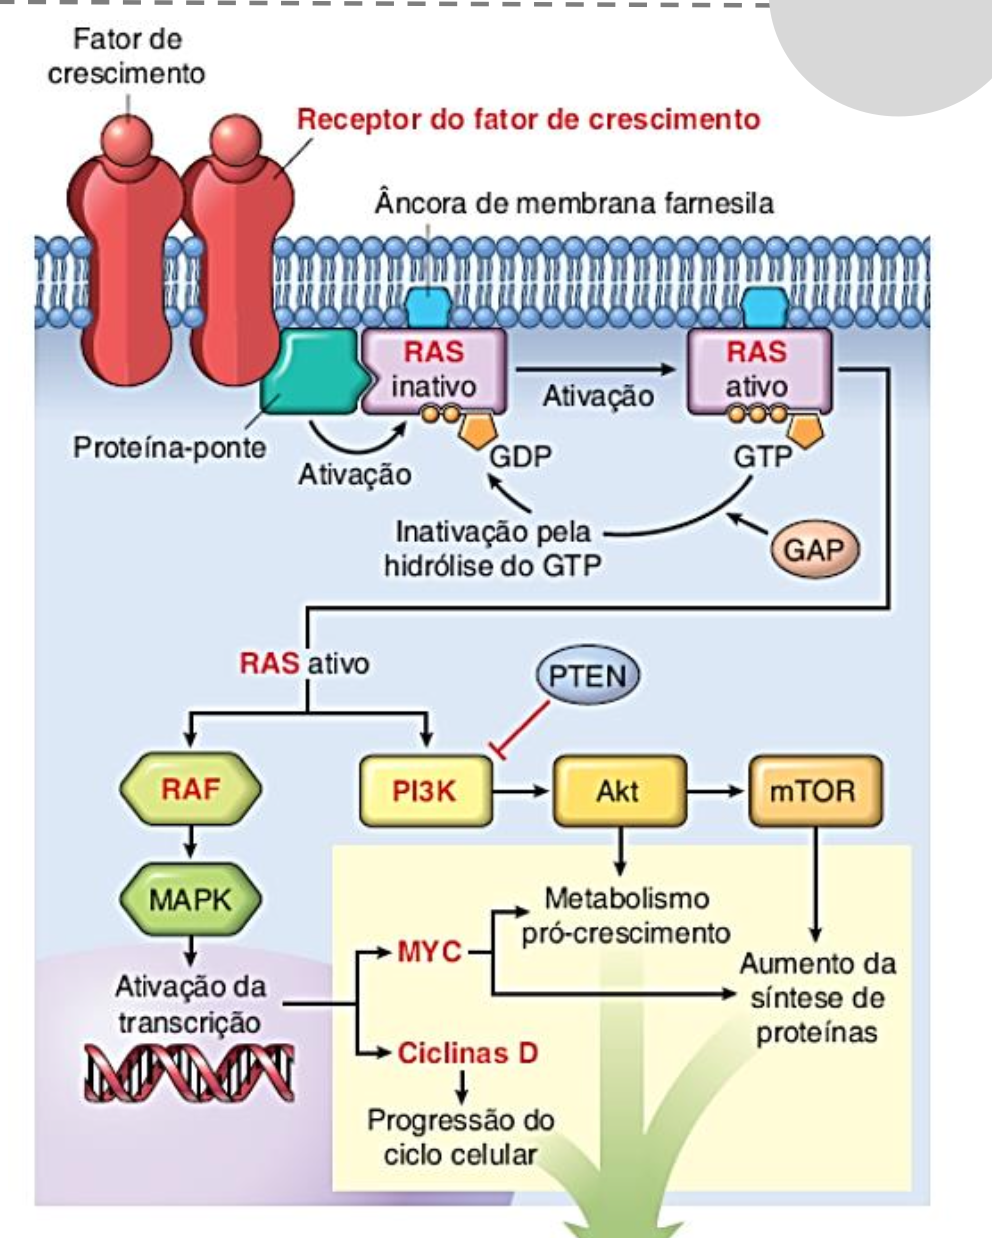 Fator de
crescimento
Receptor do fator de crescimento
Âncora de membrana farnesila
RAS
inativo
RAS
ativo
Ativação
Proteína-ponte
Ativação
GDP
GTP
Inativação pela
hidrólise do GTP
GAP
RAS ativo
PTEN
RAF
PI3K
Akt
mTOR
MAPK
Metabolismo
pró-crescimento
MYC
Aumento da
síntese de
proteínas
Ativação da
transcrição
Ciclinas D
Progressão do
ciclo celular